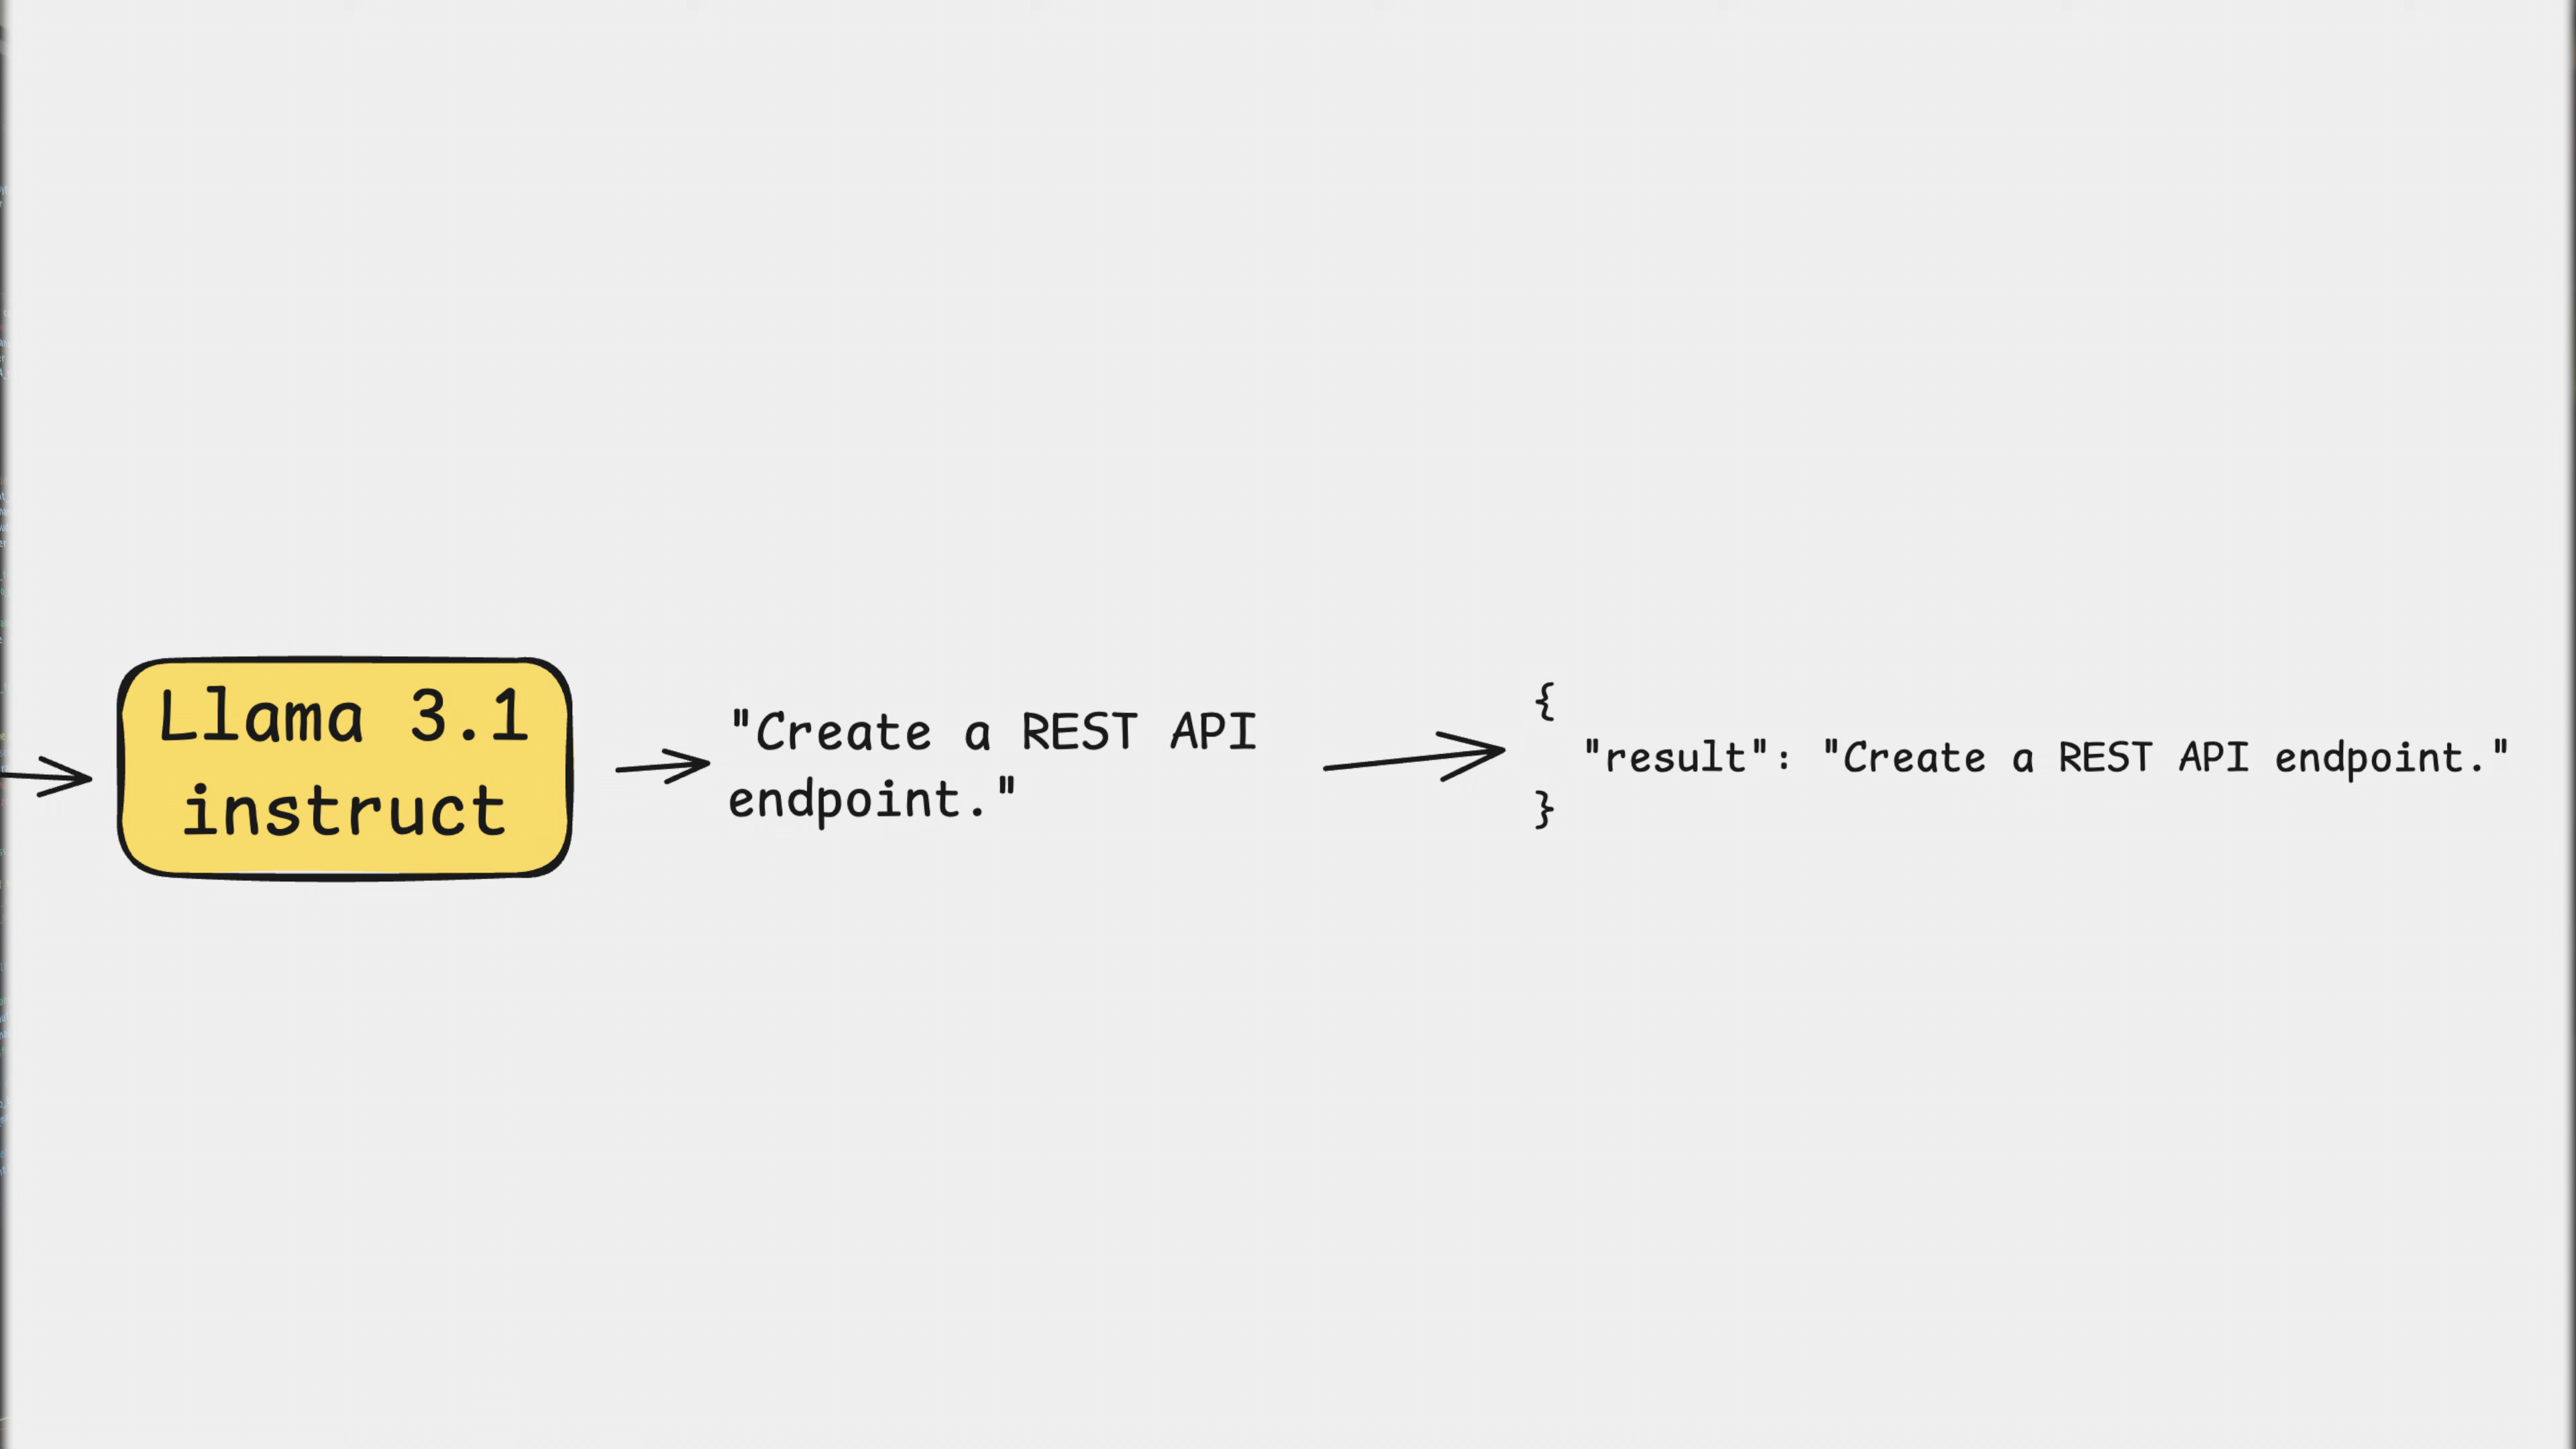 Llama 3.1
instruct
"Create a REST API
endpoint."
{
"result": "Create a REST API endpoint."
}